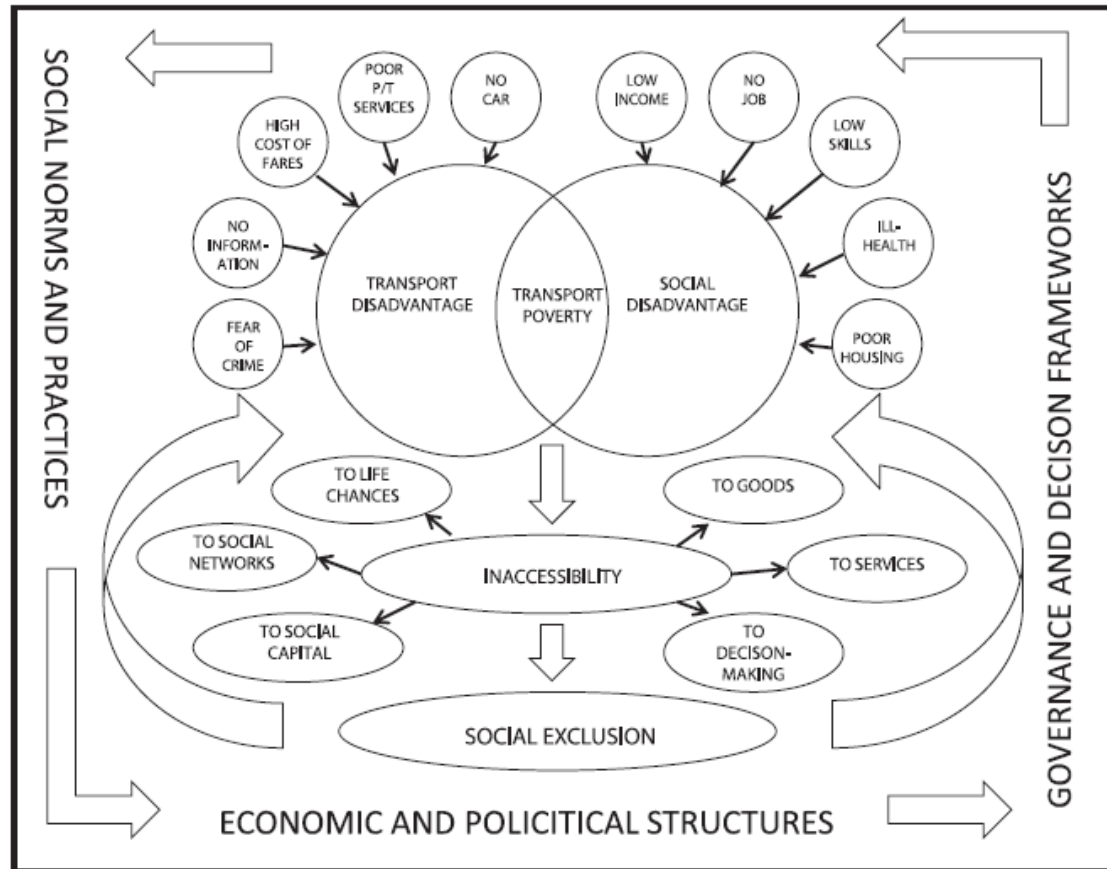 SOCIAL NORMS AND PRACTICES
POOR
P/T
SERVICES
NO
CAR
LOW
INCOME
NO
JOB
HIGH
COST OF
FARES
LOW
SKILLS
NO
INFORM-
ATION
ILL-
HEALTH
FEAR
OF
CRIME
POOR
HOUSING
TRANSPORT
DISADVANTAGE
TRANSPORT
POVERTY
SOCIAL
DISADVANTAGE
GOVERNANCE AND DECISON FRAMEWORKS
TO LIFE
CHANCES
TO GOODS
TO SOCIAL
NETWORKS
INACCESSIBILITY
TO SERVICES
TO SOCIAL
CAPITAL
TO
DECISON-
MAKING
SOCIAL EXCLUSION
ECONOMIC AND POLICITICAL STRUCTURES